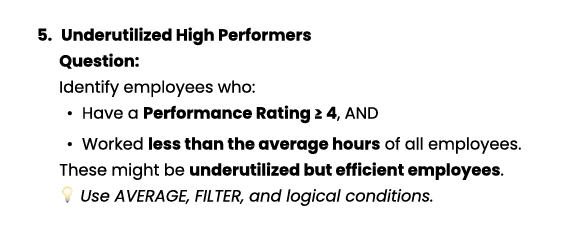 5. Underutilized High Performers
Question:
Identify employees who:
• Have a Performance Rating ≥ 4, AND
• Worked less than the average hours of all employees.
These might be underutilized but efficient employees.
💡 Use AVERAGE, FILTER, and logical conditions.